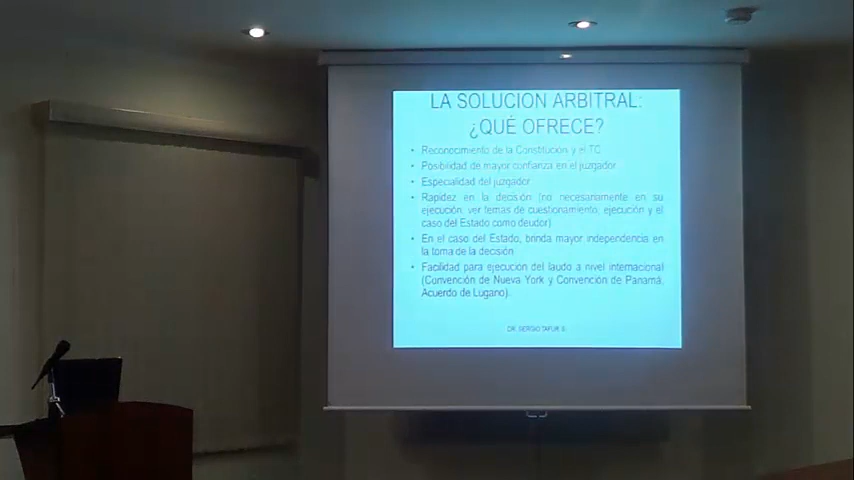 LA SOLUCION ARBITRAL:
¿QUÉ OFRECE?
• Reconocimiento de la Constitución y el TC
• Posibilidad de mayor confianza en el juzgador
• Especialidad del juzgador
• Rapidez en la decisión (no necesariamente en su
ejecución, ver temas de cuestionamiento, ejecución y el
caso del Estado como deudor)
• En el caso del Estado, brinda mayor independencia en
la toma de la decisión
• Facilidad para ejecución del laudo a nivel internacional
(Convención de Nueva York y Convención de Panamá,
Acuerdo de Lugano).
DR. SERGIO TAFUR S.